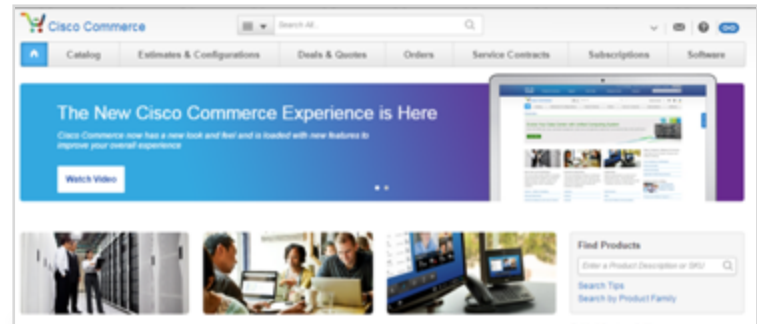 Cisco Commerce
Search All..
Catalog
Estimates & Configurations
Deals & Quotes
Orders
Service Contracts
Subscriptions
Software
The New Cisco Commerce Experience is Here
Cisco Commerce now has a new look and feel and is loaded with new features to
improve your overall experience
Watch Video
Find Products
Enter a Product Description or SKU
Search Tips
Search by Product Family